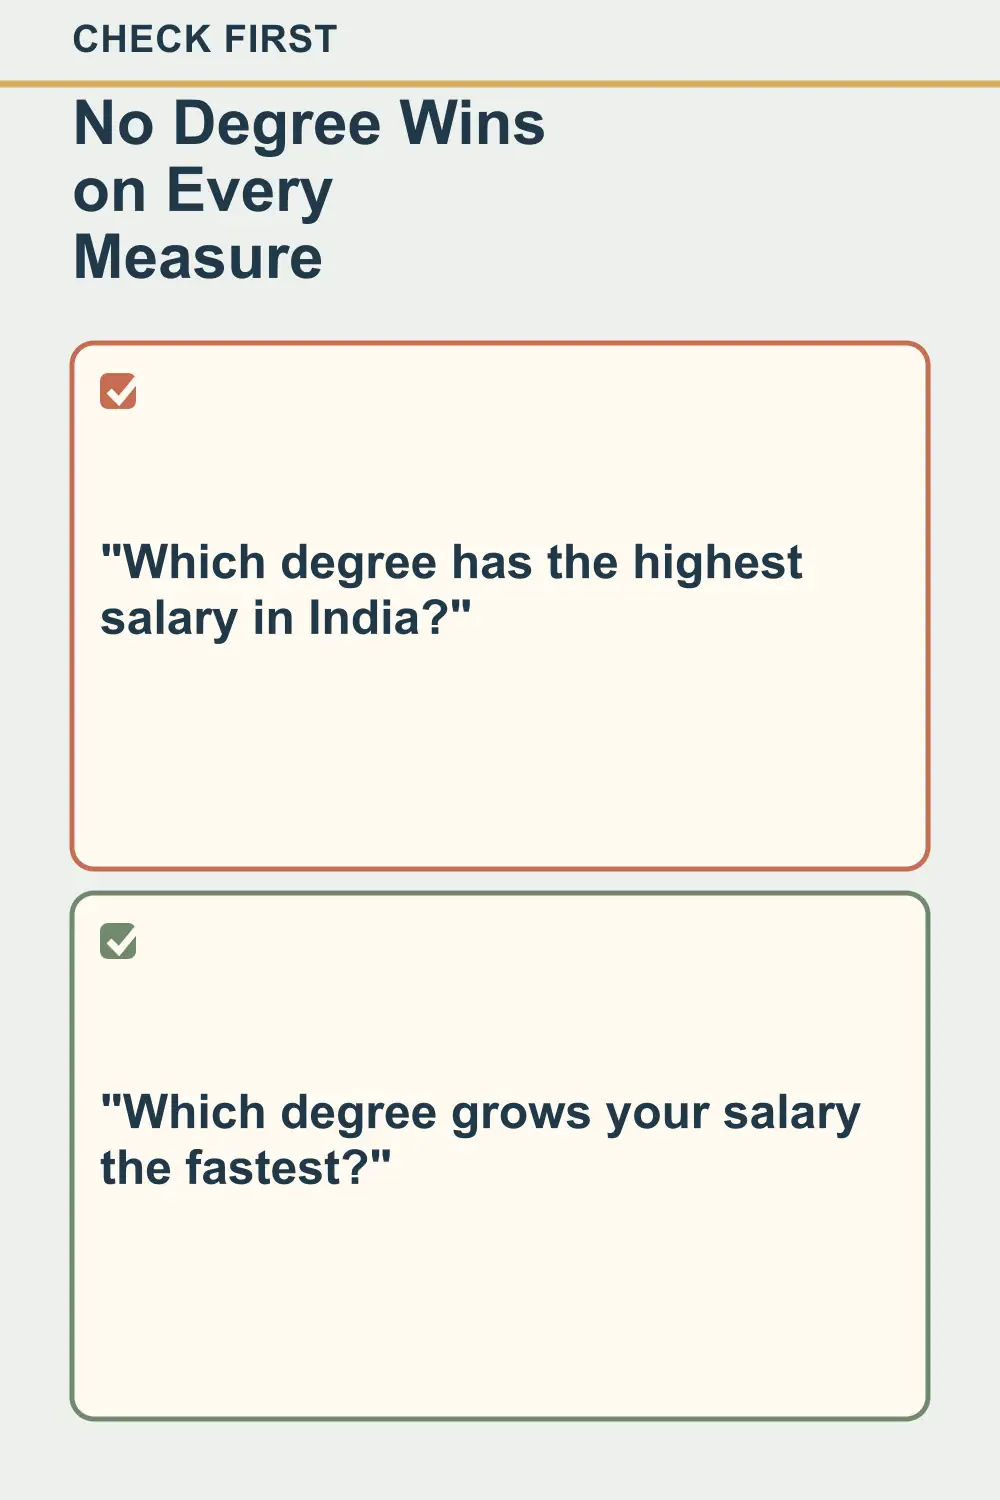 CHECK FIRST
No Degree Wins
on Every
Measure
"Which degree has the highest
salary in India?"
"Which degree grows your salary
the fastest?"